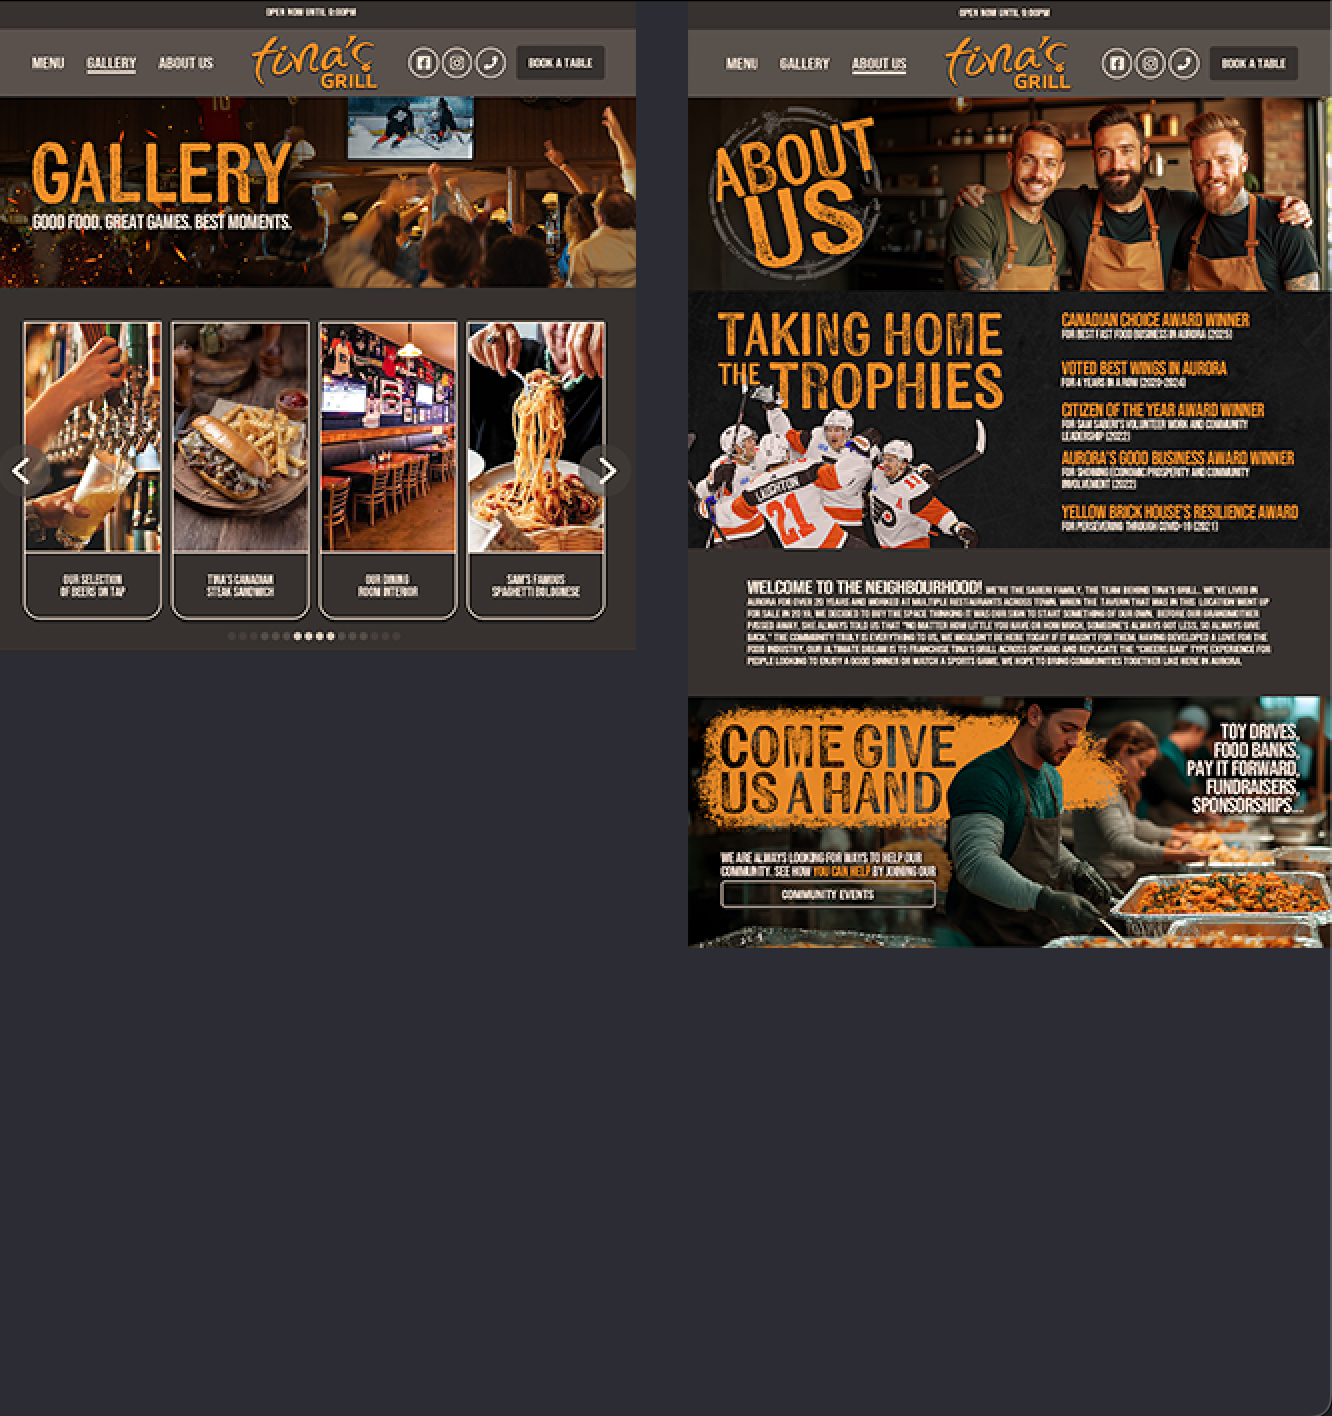 OPEN NOW UNTIL 9:00PM
MENU GALLERY ABOUT US tina's GRILL BOOK A TABLE
GALLERY
GOOD FOOD. GREAT GAMES. BEST MOMENTS.
OUR SELECTION
OF BEERS ON TAP
TINA'S CANADIAN
STEAK SANDWICH
OUR DINING
ROOM INTERIOR
SAM'S FAMOUS
SPAGHETTI BOLOGNESE
OPEN NOW UNTIL 9:00PM
MENU GALLERY ABOUT US tina's GRILL BOOK A TABLE
ABOUT
US
TAKING HOME
THE TROPHIES
LAUGHTON
21
CANADIAN CHOICE AWARD WINNER
FOR BEST FAST FOOD BUSINESS IN AURORA (2025)
VOTED BEST WINGS IN AURORA
FOR 4 YEARS IN A ROW (2020-2024)
CITIZEN OF THE YEAR AWARD WINNER
FOR SAM SABERI'S VOLUNTEER WORK AND COMMUNITY
LEADERSHIP (2022)
AURORA'S GOOD BUSINESS AWARD WINNER
FOR SHOWING ECONOMIC PROSPERITY AND COMMUNITY
INVOLVEMENT (2022)
YELLOW BRICK HOUSE'S RESILIENCE AWARD
FOR PERSEVERING THROUGH COVID-19 (2021)
WELCOME TO THE NEIGHBOURHOOD! WE'RE THE SABERI FAMILY, THE TEAM BEHIND TINA'S GRILL. WE'VE LIVED IN
AURORA FOR OVER 20 YEARS AND WORKED AT MULTIPLE RESTAURANTS ACROSS TOWN. WHEN THE TAVERN THAT WAS IN THIS LOCATION WENT UP
FOR SALE IN 20 WE DECIDED TO BUY THE SPACE THINKING IT WAS OUR SIGN TO START SOMETHING OF OUR OWN. BEFORE OUR GRANDMOTHER
PASSED AWAY, SHE ALWAYS TOLD US THAT "NO MATTER HOW LITTLE YOU HAVE OR HOW MUCH, SOMEONE'S ALWAYS GOT LESS, SO ALWAYS GIVE
BACK." THE COMMUNITY TRULY IS EVERYTHING TO US, WE WOULDN'T BE HERE TODAY IF IT WASN'T FOR THEM. HAVING DEVELOPED A LOVE FOR THE
FOOD INDUSTRY, OUR ULTIMATE DREAM IS TO FRANCHISE TINA'S GRILL ACROSS ONTARIO AND REPLICATE THE "CHEERS BAR" TYPE EXPERIENCE FOR
PEOPLE LOOKING TO ENJOY A GOOD DINNER OR WATCH A SPORTS GAME. WE HOPE TO BRING COMMUNITIES TOGETHER LIKE HERE IN AURORA.
COME GIVE
US A HAND
TOY DRIVES,
FOOD BANKS,
PAY IT FORWARD,
FUNDRAISERS,
SPONSORSHIPS...
WE ARE ALWAYS LOOKING FOR WAYS TO HELP OUR
COMMUNITY. SEE HOW YOU CAN HELP BY JOINING OUR
COMMUNITY EVENTS